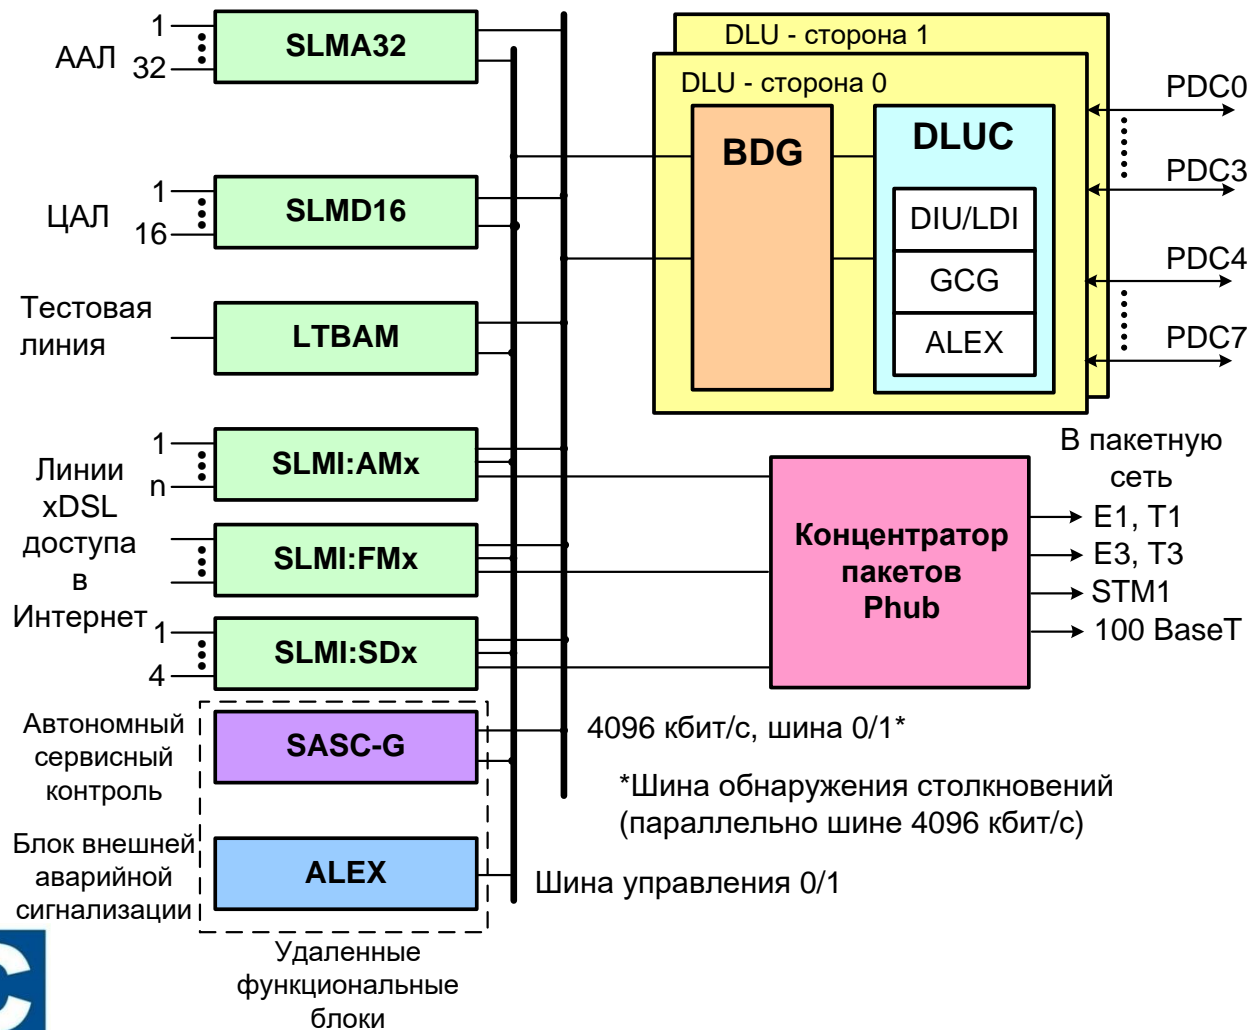 ААЛ
1
32
SLMA32
ЦАЛ
1
16
SLMD16
Тестовая
линия
LTBAM
Линии
xDSL
доступа
в
Интернет
1
n
SLMI:AMx
SLMI:FMx
1
4
SLMI:SDx
Автономный
сервисный
контроль
SASC-G
Блок внешней
аварийной
сигнализации
ALEX
Удаленные
функциональные
блоки
DLU - сторона 1
DLU - сторона 0
BDG
DLUC
DIU/LDI
GCG
ALEX
PDC0
PDC3
PDC4
PDC7
В пакетную
сеть
Концентратор
пакетов
Phub
E1, T1
E3, T3
STM1
100 BaseT
4096 кбит/с, шина 0/1*
*Шина обнаружения столкновений
(параллельно шине 4096 кбит/с)
Шина управления 0/1
С